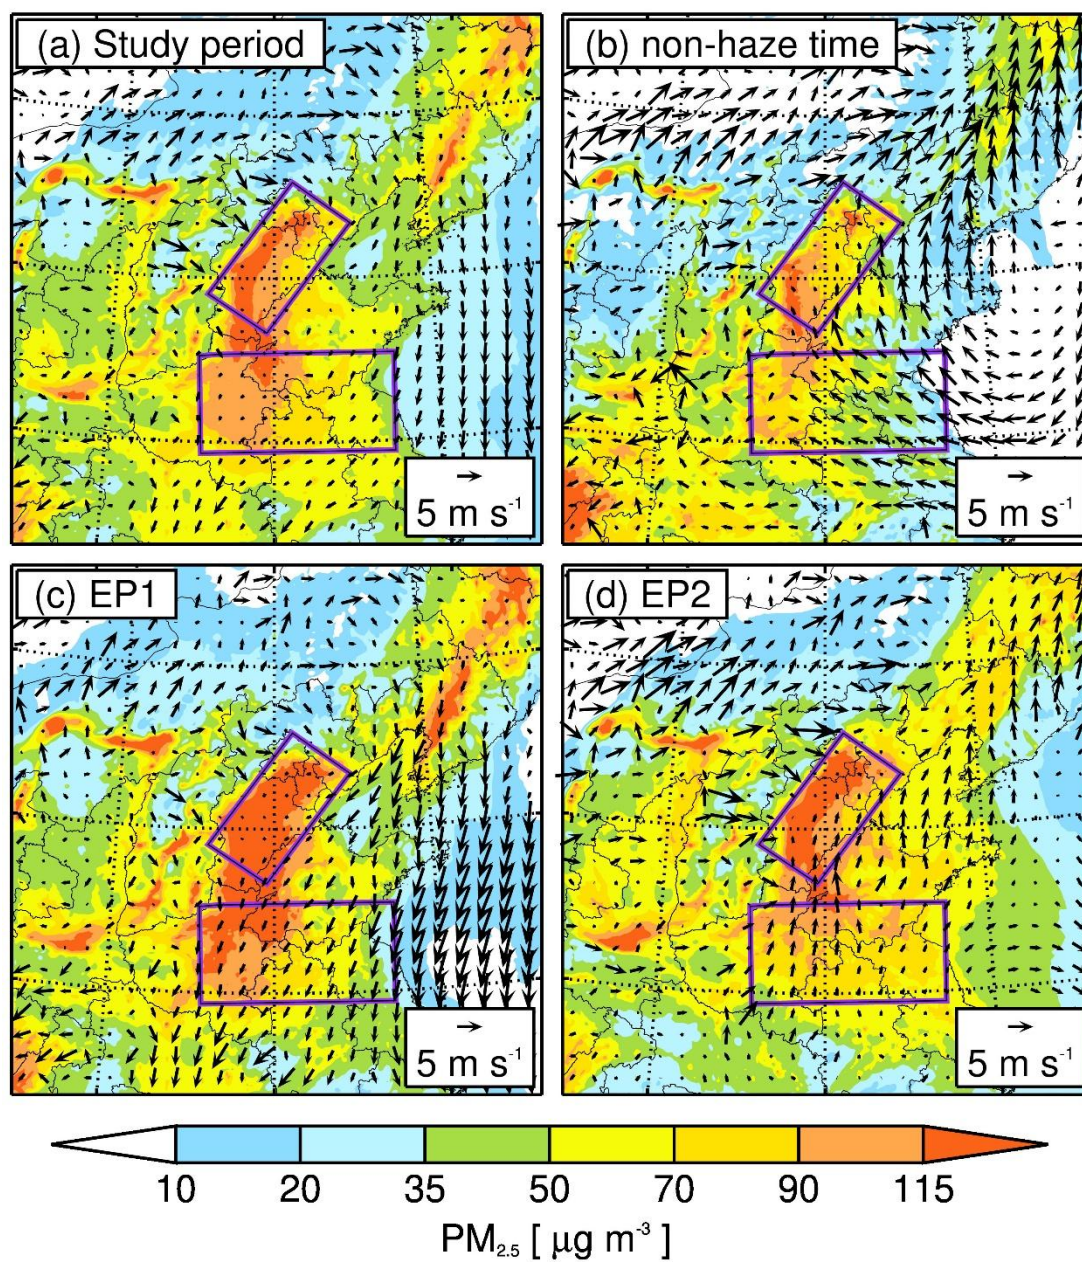 (a) Study period
(b) non-haze time
5 m s⁻¹
5 m s⁻¹
(c) EP1
(d) EP2
5 m s⁻¹
5 m s⁻¹
10 20 35 50 70 90 115
PM₂.₅ [ μg m⁻³ ]